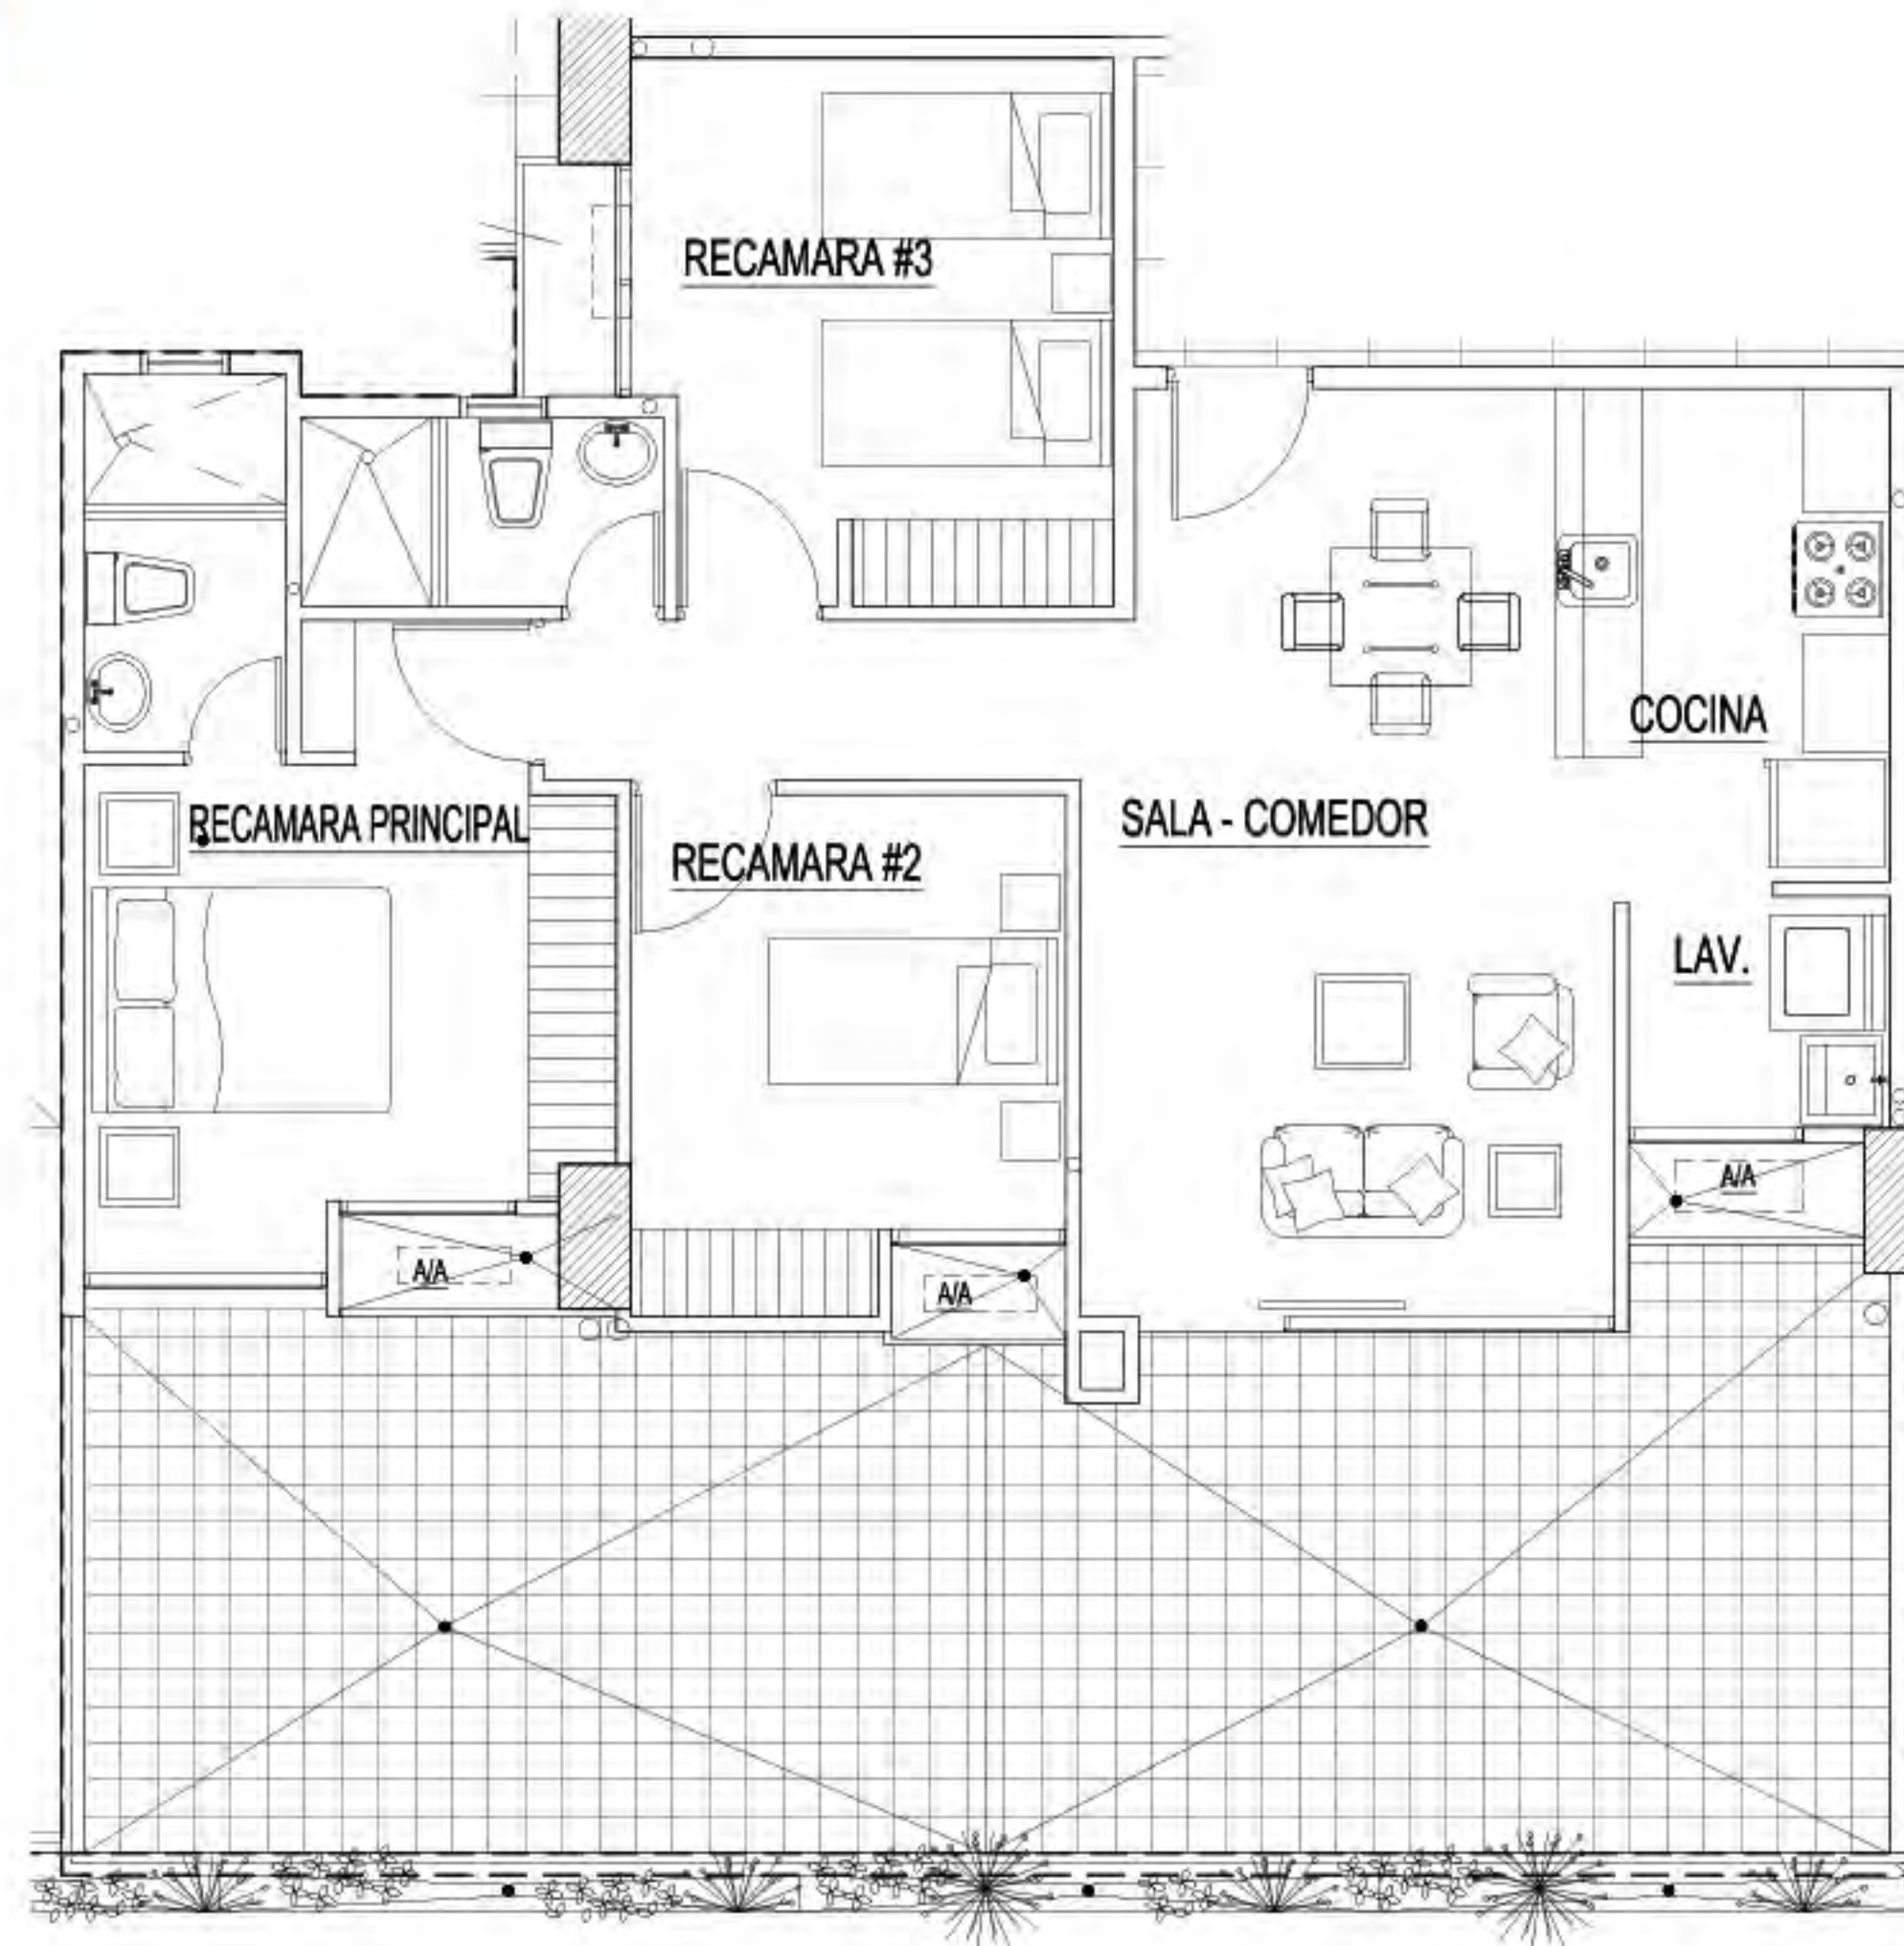 RECAMARA #3
COCINA
RECAMARA PRINCIPAL
SALA - COMEDOR
RECAMARA #2
LAV.
A/A
A/A
A/A